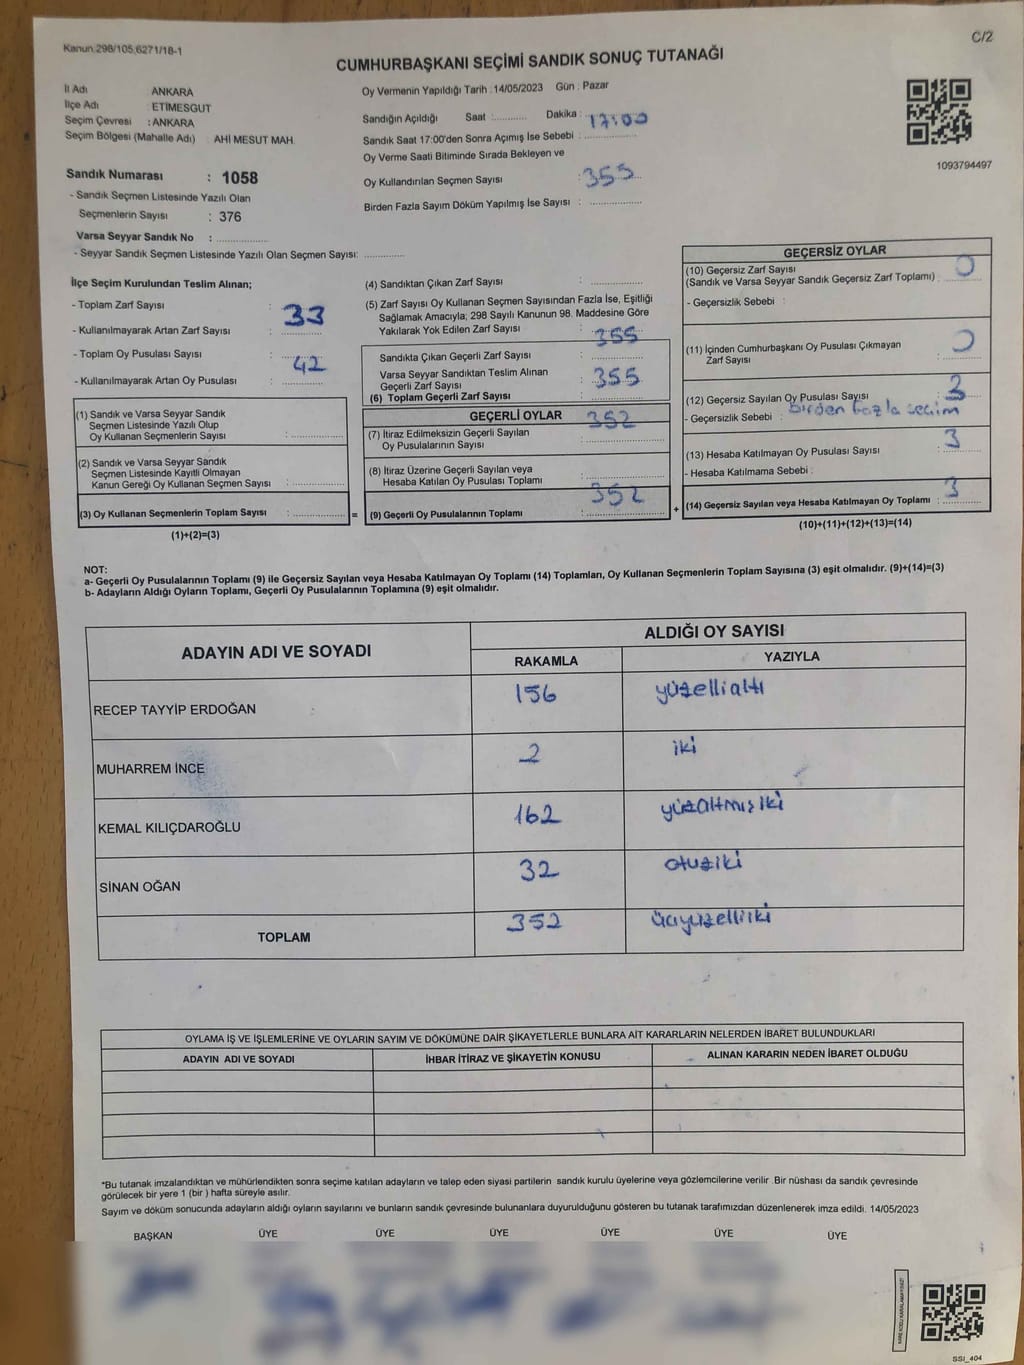 Kanun.298/105,6271/18-1
C/2
CUMHURBAŞKANI SEÇİMİ SANDIK SONUÇ TUTANAĞI
İl Adı : ANKARA
İlçe Adı : ETİMESGUT
Seçim Çevresi : ANKARA
Seçim Bölgesi (Mahalle Adı) : AHİ MESUT MAH.
Sandık Numarası : 1058
- Sandık Seçmen Listesinde Yazılı Olan
Seçmenlerin Sayısı : 376
Varsa Seyyar Sandık No :
- Seyyar Sandık Seçmen Listesinde Yazılı Olan Seçmen Sayısı:
Oy Vermenin Yapıldığı Tarih :14/05/2023 Gün : Pazar
Sandığın Açıldığı Saat : Dakika : 17:00
Sandık Saat 17:00'den Sonra Açımış İse Sebebi :
Oy Verme Saati Bitiminde Sırada Bekleyen ve
Oy Kullandırılan Seçmen Sayısı : 355
Birden Fazla Sayım Döküm Yapılmış İse Sayısı :
1093794497
İlçe Seçim Kurulundan Teslim Alınan;
- Toplam Zarf Sayısı :
- Kullanılmayarak Artan Zarf Sayısı : 33
- Toplam Oy Pusulası Sayısı :
- Kullanılmayarak Artan Oy Pusulası : 42
(1) Sandık ve Varsa Seyyar Sandık
Seçmen Listesinde Yazılı Olup
Oy Kullanan Seçmenlerin Sayısı :
(2) Sandık ve Varsa Seyyar Sandık
Seçmen Listesinde Kayıtlı Olmayan
Kanun Gereği Oy Kullanan Seçmen Sayısı :
(3) Oy Kullanan Seçmenlerin Toplam Sayısı : =
(1)+(2)=(3)
(4) Sandıktan Çıkan Zarf Sayısı :
(5) Zarf Sayısı Oy Kullanan Seçmen Sayısından Fazla İse, Eşitliği
Sağlamak Amacıyla; 298 Sayılı Kanunun 98. Maddesine Göre
Yakılarak Yok Edilen Zarf Sayısı :
355
Sandıkta Çıkan Geçerli Zarf Sayısı :
Varsa Seyyar Sandıktan Teslim Alınan
Geçerli Zarf Sayısı : 355
(6) Toplam Geçerli Zarf Sayısı :
GEÇERLİ OYLAR
352
(7) İtiraz Edilmeksizin Geçerli Sayılan
Oy Pusulalarının Sayısı :
(8) İtiraz Üzerine Geçerli Sayılan veya
Hesaba Katılan Oy Pusulası Toplamı :
352
(9) Geçerli Oy Pusulalarının Toplamı : +
GEÇERSİZ OYLAR
(10) Geçersiz Zarf Sayısı
(Sandık ve Varsa Seyyar Sandık Geçersiz Zarf Toplamı) : 0
- Geçersizlik Sebebi :
(11) İçinden Cumhurbaşkanı Oy Pusulası Çıkmayan
Zarf Sayısı : 0
(12) Geçersiz Sayılan Oy Pusulası Sayısı : 3
- Geçersizlik Sebebi : birden fazla seçim
(13) Hesaba Katılmayan Oy Pusulası Sayısı : 3
- Hesaba Katılmama Sebebi :
(14) Geçersiz Sayılan veya Hesaba Katılmayan Oy Toplamı : 3
(10)+(11)+(12)+(13)=(14)
NOT:
a- Geçerli Oy Pusulalarının Toplamı (9) ile Geçersiz Sayılan veya Hesaba Katılmayan Oy Toplamı (14) Toplamları, Oy Kullanan Seçmenlerin Toplam Sayısına (3) eşit olmalıdır. (9)+(14)=(3)
b- Adayların Aldığı Oyların Toplamı, Geçerli Oy Pusulalarının Toplamına (9) eşit olmalıdır.
ADAYIN ADI VE SOYADI
ALDIĞI OY SAYISI
RAKAMLA YAZIYLA
RECEP TAYYİP ERDOĞAN 156 yüzellialtı
MUHARREM İNCE 2 iki
KEMAL KILIÇDAROĞLU 162 yüzaltmışiki
SİNAN OĞAN 32 otuziki
TOPLAM 352 üçyüzelliiki
OYLAMA İŞ VE İŞLEMLERİNE VE OYLARIN SAYIM VE DÖKÜMÜNE DAİR ŞİKAYETLERLE BUNLARA AİT KARARLARIN NELERDEN İBARET BULUNDUKLARI
ADAYIN ADI VE SOYADI İHBAR İTİRAZ VE ŞİKAYETİN KONUSU ALINAN KARARIN NEDEN İBARET OLDUĞU
*Bu tutanak imzalandıktan ve mühürlendikten sonra seçime katılan adayların ve talep eden siyasi partilerin sandık kurulu üyelerine veya gözlemcilerine verilir .Bir nüshası da sandık çevresinde
görülecek bir yere 1 (bir ) hafta süreyle asılır.
Sayım ve döküm sonucunda adayların aldığı oyların sayılarını ve bunların sandık çevresinde bulunanlara duyurulduğunu gösteren bu tutanak tarafımızdan düzenlenerek imza edildi. 14/05/2023
BAŞKAN ÜYE ÜYE ÜYE ÜYE ÜYE ÜYE
SSI_404